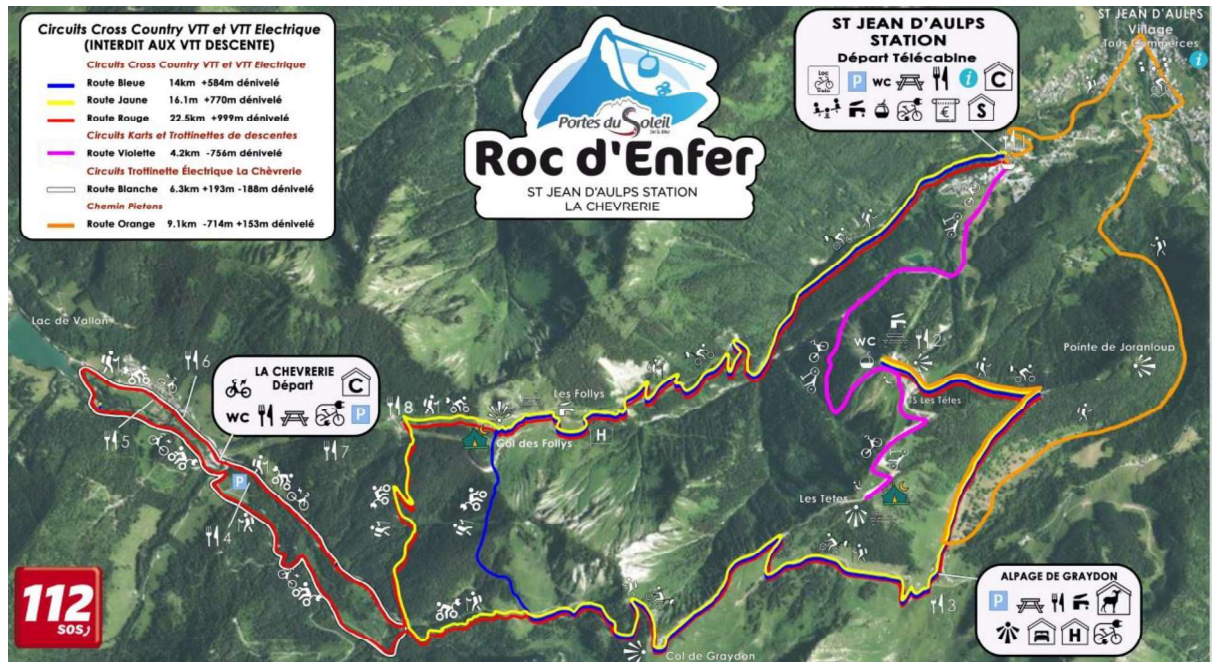 Circuits Cross Country VTT et VTT Electrique
(INTERDIT AUX VTT DESCENTE)
Circuits Cross Country VTT et VTT Electrique
Route Bleue 14km +584m dénivelé
Route Jaune 16.1m +770m dénivelé
Route Rouge 22.5km +999m dénivelé
Circuits Karts et Trottinettes de descentes
Route Violette 4.2km -756m dénivelé
Circuits Trottinette Électrique La Chèvrerie
Route Blanche 6.3km +193m -188m dénivelé
Chemin Pietons
Route Orange 9.1km -714m +153m dénivelé
Portes du Soleil
Roc d'Enfer
ST JEAN D'AULPS STATION
LA CHEVRERIE
ST JEAN D'AULPS
STATION
Départ Télécabine
Loc
Vélo
P WC i C
€ S
ST JEAN D'AULPS
Village
Tous Commerces
i
Lac de Vallon
6
LA CHEVRERIE
Départ
C
WC P
5
7
P
4
8
Les Follys
Col des Follys
H
WC
2
TS Les Têtes
Pointe de Joranloup
Les Tetes
3
ALPAGE DE GRAYDON
P
H
Col de Graydon
112
SOS